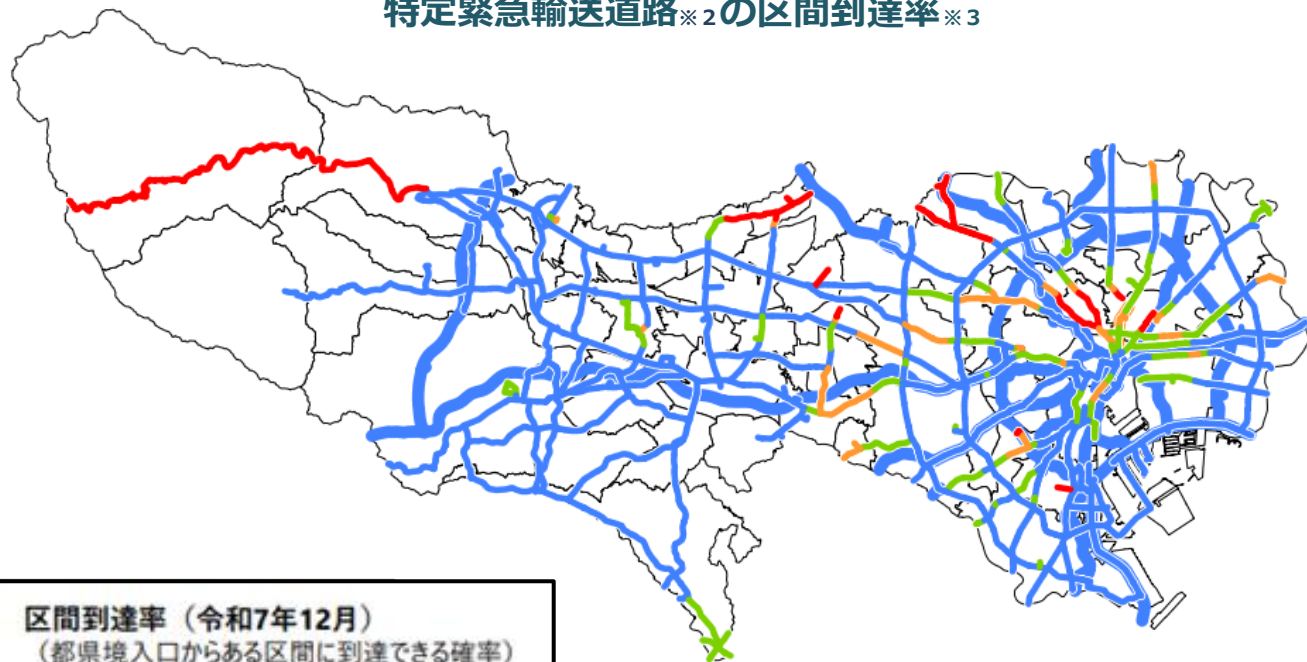 特定緊急輸送道路※2の区間到達率※3
区間到達率（令和7年12月）
（都県境入口からある区間に到達できる確率）